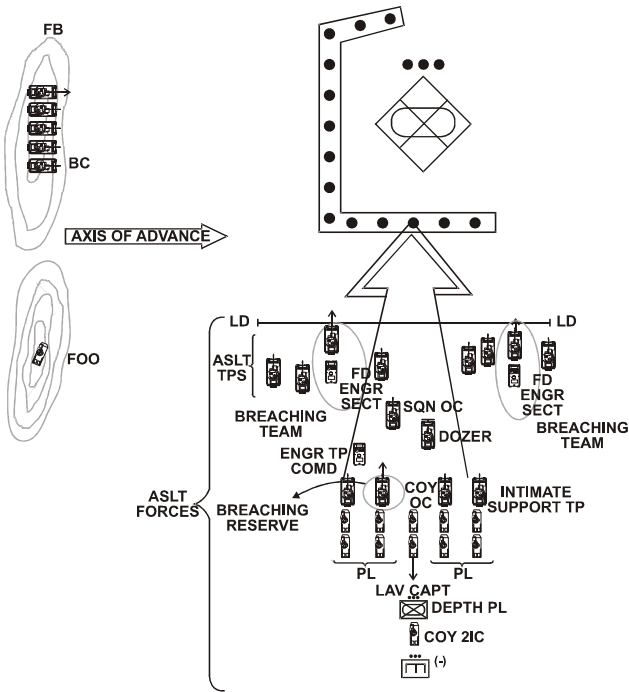 FB
BC
AXIS OF ADVANCE
FOO
LD
LD
ASLT
TPS
FD
ENGR
SECT
FD
ENGR
SECT
BREACHING
TEAM
SQN OC
BREACHING
TEAM
DOZER
ENGR TP
COMD
ASLT
FORCES
BREACHING
RESERVE
COY
OC
INTIMATE
SUPPORT TP
PL
PL
LAV CAPT
DEPTH PL
COY 2IC
(-)